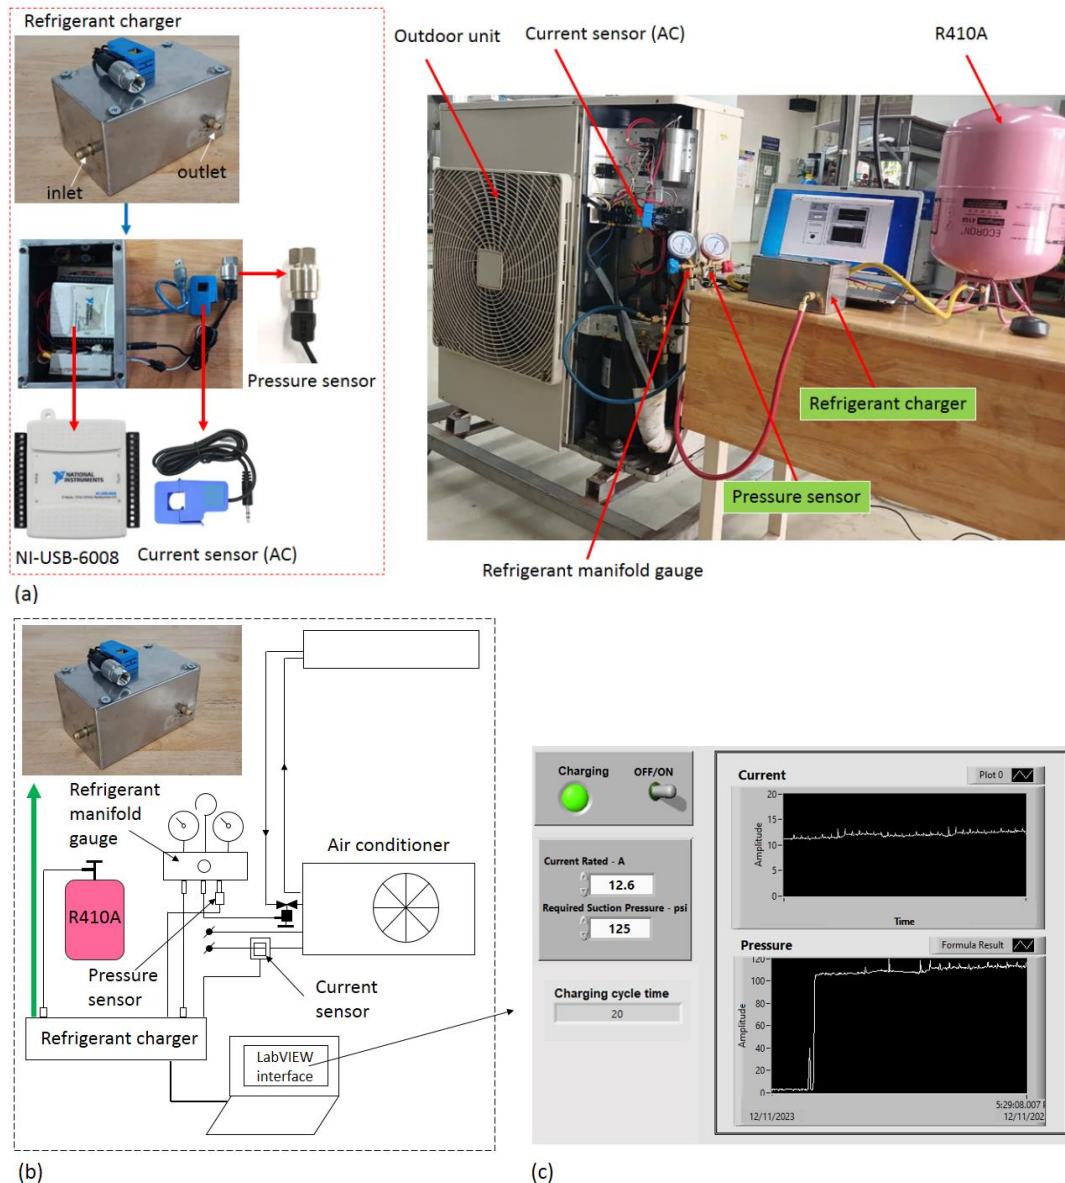 Refrigerant charger
inlet
outlet
Pressure sensor
NATIONAL
INSTRUMENTS
NI-USB-6008
Current sensor (AC)
Outdoor unit
Current sensor (AC)
R410A
ECORON
Refrigerant charger
Pressure sensor
Refrigerant manifold gauge
(a)
Refrigerant
manifold
gauge
R410A
Pressure
sensor
Refrigerant charger
Air conditioner
Current
sensor
LabVIEW
interface
(b)
Charging
OFF/ON
Current Rated - A
12.6
Required Suction Pressure - psi
125
Charging cycle time
20
Current
Plot 0
20
15
10
5
0
Amplitude
Time
Pressure
Formula Result
120
100
80
60
40
20
0
Amplitude
12/11/2023
5:29:08.007
12/11/202
(c)